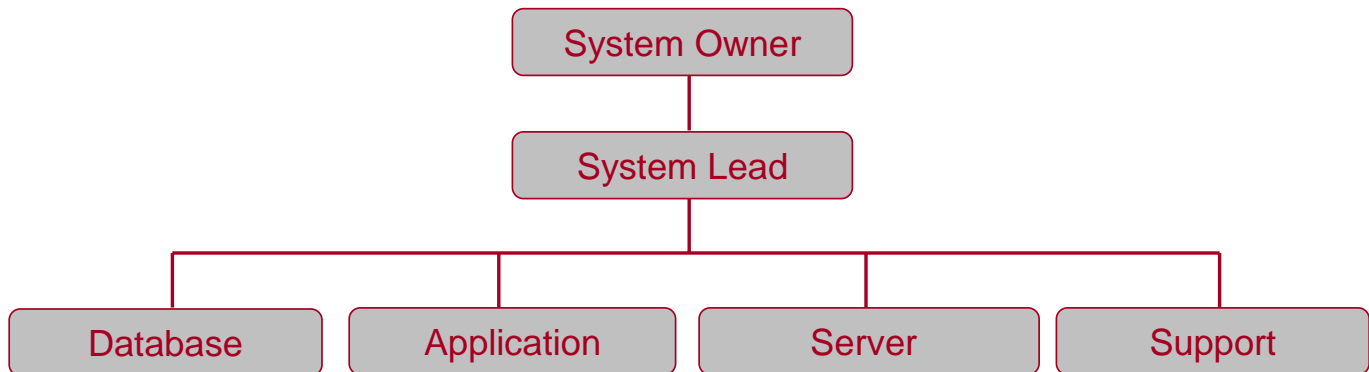 System Owner
System Lead
Database
Application
Server
Support